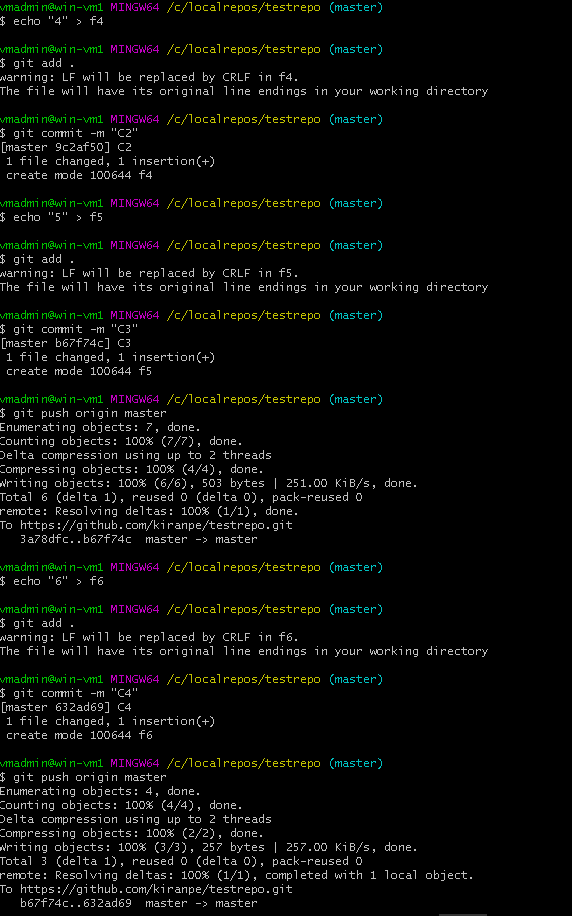 vmadmin@win-vm1 MINGW64 /c/localrepos/testrepo (master)
$ echo "4" > f4
vmadmin@win-vm1 MINGW64 /c/localrepos/testrepo (master)
$ git add .
warning: LF will be replaced by CRLF in f4.
The file will have its original line endings in your working directory
vmadmin@win-vm1 MINGW64 /c/localrepos/testrepo (master)
$ git commit -m "C2"
[master 9c2af50] C2
1 file changed, 1 insertion(+)
create mode 100644 f4
vmadmin@win-vm1 MINGW64 /c/localrepos/testrepo (master)
$ echo "5" > f5
vmadmin@win-vm1 MINGW64 /c/localrepos/testrepo (master)
$ git add .
warning: LF will be replaced by CRLF in f5.
The file will have its original line endings in your working directory
vmadmin@win-vm1 MINGW64 /c/localrepos/testrepo (master)
$ git commit -m "C3"
[master b67f74c] C3
1 file changed, 1 insertion(+)
create mode 100644 f5
vmadmin@win-vm1 MINGW64 /c/localrepos/testrepo (master)
$ git push origin master
Enumerating objects: 7, done.
Counting objects: 100% (7/7), done.
Delta compression using up to 2 threads
Compressing objects: 100% (4/4), done.
Writing objects: 100% (6/6), 503 bytes | 251.00 KiB/s, done.
Total 6 (delta 1), reused 0 (delta 0), pack-reused 0
remote: Resolving deltas: 100% (1/1), done.
To https://github.com/kiranpe/testrepo.git
3a78dfc..b67f74c master -> master
vmadmin@win-vm1 MINGW64 /c/localrepos/testrepo (master)
$ echo "6" > f6
vmadmin@win-vm1 MINGW64 /c/localrepos/testrepo (master)
$ git add .
warning: LF will be replaced by CRLF in f6.
The file will have its original line endings in your working directory
vmadmin@win-vm1 MINGW64 /c/localrepos/testrepo (master)
$ git commit -m "C4"
[master 632ad69] C4
1 file changed, 1 insertion(+)
create mode 100644 f6
vmadmin@win-vm1 MINGW64 /c/localrepos/testrepo (master)
$ git push origin master
Enumerating objects: 4, done.
Counting objects: 100% (4/4), done.
Delta compression using up to 2 threads
Compressing objects: 100% (2/2), done.
Writing objects: 100% (3/3), 257 bytes | 257.00 KiB/s, done.
Total 3 (delta 1), reused 0 (delta 0), pack-reused 0
remote: Resolving deltas: 100% (1/1), completed with 1 local object.
To https://github.com/kiranpe/testrepo.git
b67f74c..632ad69 master -> master